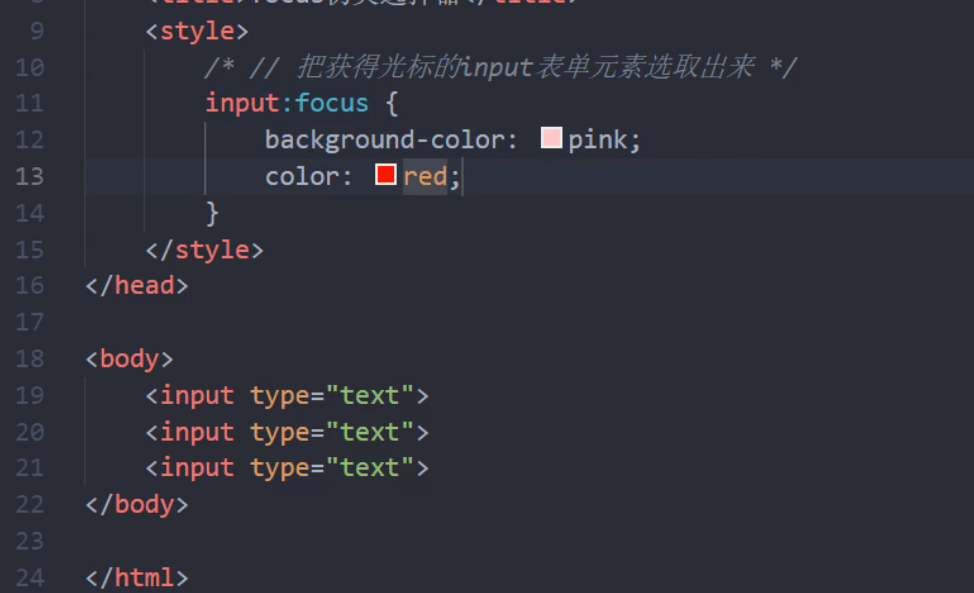 9 <style>
10 /* // 把获得光标的input表单元素选取出来 */
11 input:focus {
12 background-color: pink;
13 color: red;
14 }
15 </style>
16 </head>
17
18 <body>
19 <input type="text">
20 <input type="text">
21 <input type="text">
22 </body>
23
24 </html>